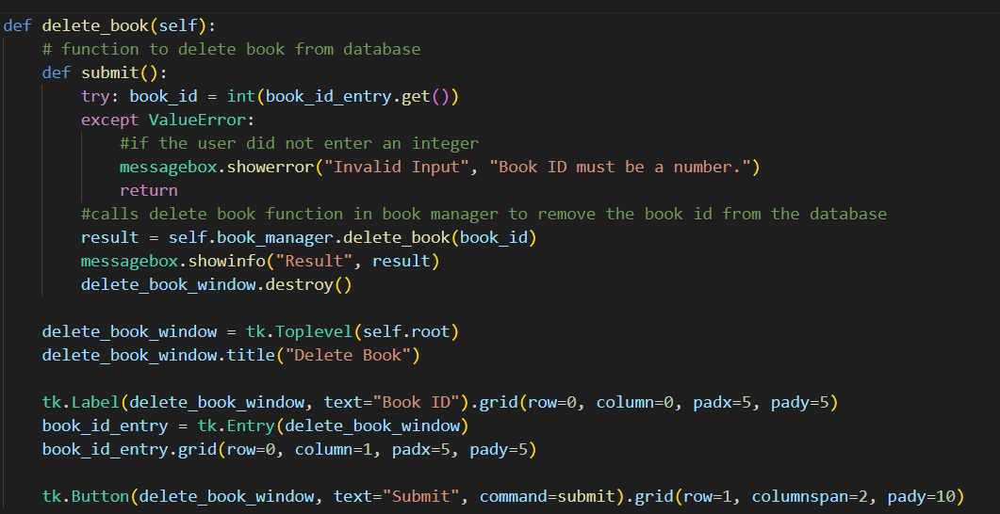 def delete_book(self):
    # function to delete book from database
    def submit():
        try: book_id = int(book_id_entry.get())
        except ValueError:
            #if the user did not enter an integer
            messagebox.showerror("Invalid Input", "Book ID must be a number.")
            return
        #calls delete book function in book manager to remove the book id from the database
        result = self.book_manager.delete_book(book_id)
        messagebox.showinfo("Result", result)
        delete_book_window.destroy()

    delete_book_window = tk.Toplevel(self.root)
    delete_book_window.title("Delete Book")

    tk.Label(delete_book_window, text="Book ID").grid(row=0, column=0, padx=5, pady=5)
    book_id_entry = tk.Entry(delete_book_window)
    book_id_entry.grid(row=0, column=1, padx=5, pady=5)

    tk.Button(delete_book_window, text="Submit", command=submit).grid(row=1, columnspan=2, pady=10)